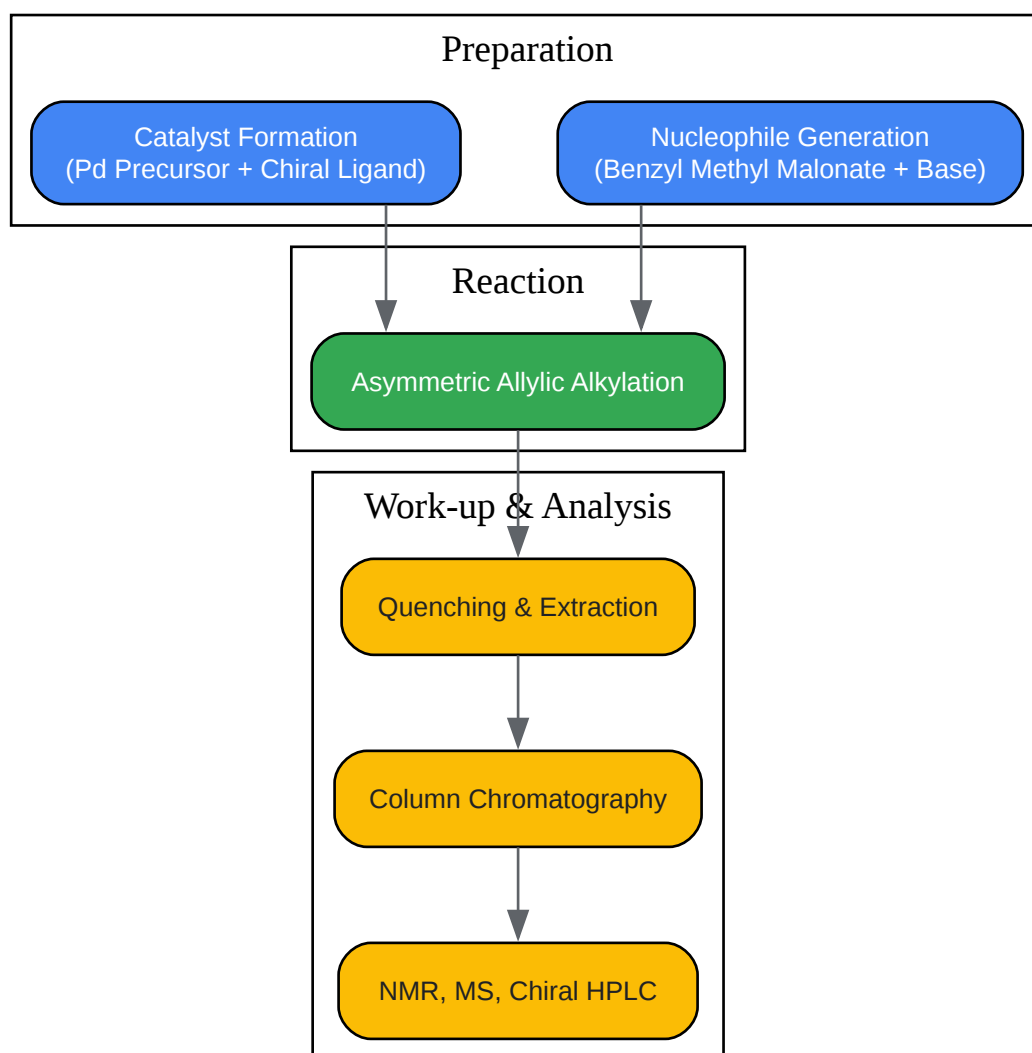 Preparation
Catalyst Formation
(Pd Precursor + Chiral Ligand)
Nucleophile Generation
(Benzyl Methyl Malonate + Base)
Reaction
Asymmetric Allylic Alkylation
Work-up & Analysis
Quenching & Extraction
Column Chromatography
NMR, MS, Chiral HPLC